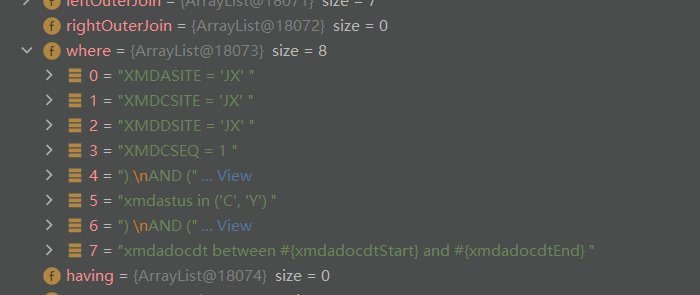 leftOuterJoin = {ArrayList@18071} size = 7
f rightOuterJoin = {ArrayList@18072} size = 0
f where = {ArrayList@18073} size = 8
0 = "XMDASITE = 'JX' "
1 = "XMDCSITE = 'JX' "
2 = "XMDDSITE = 'JX' "
3 = "XMDCSEQ = 1 "
4 = ") \nAND (" ... View
5 = "xmdastus in ('C', 'Y') "
6 = ") \nAND (" ... View
7 = "xmdadocdt between #{xmdadocdtStart} and #{xmdadocdtEnd} "
f having = {ArrayList@18074} size = 0